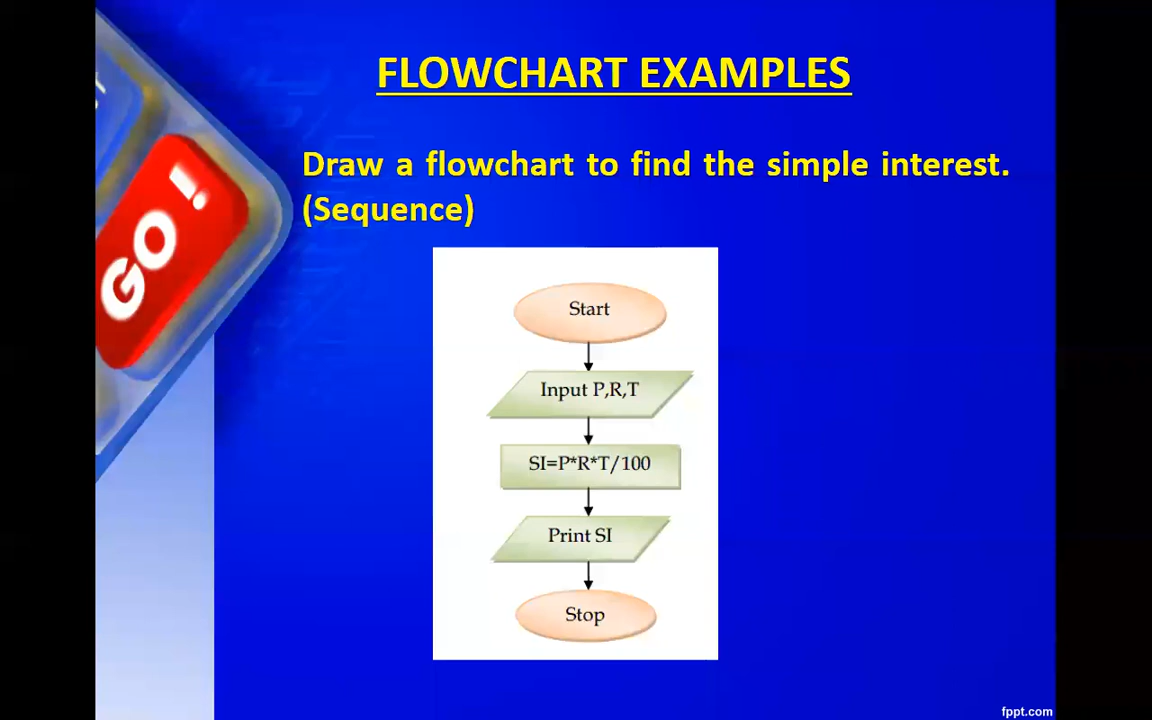 FLOWCHART EXAMPLES
GO!
Draw a flowchart to find the simple interest.
(Sequence)
Start
Input P,R,T
SI=P*R*T/100
Print SI
Stop
fppt.com